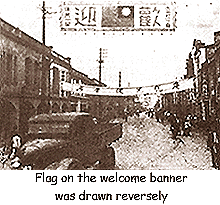 歡迎
Flag on the welcome banner
was drawn reversely